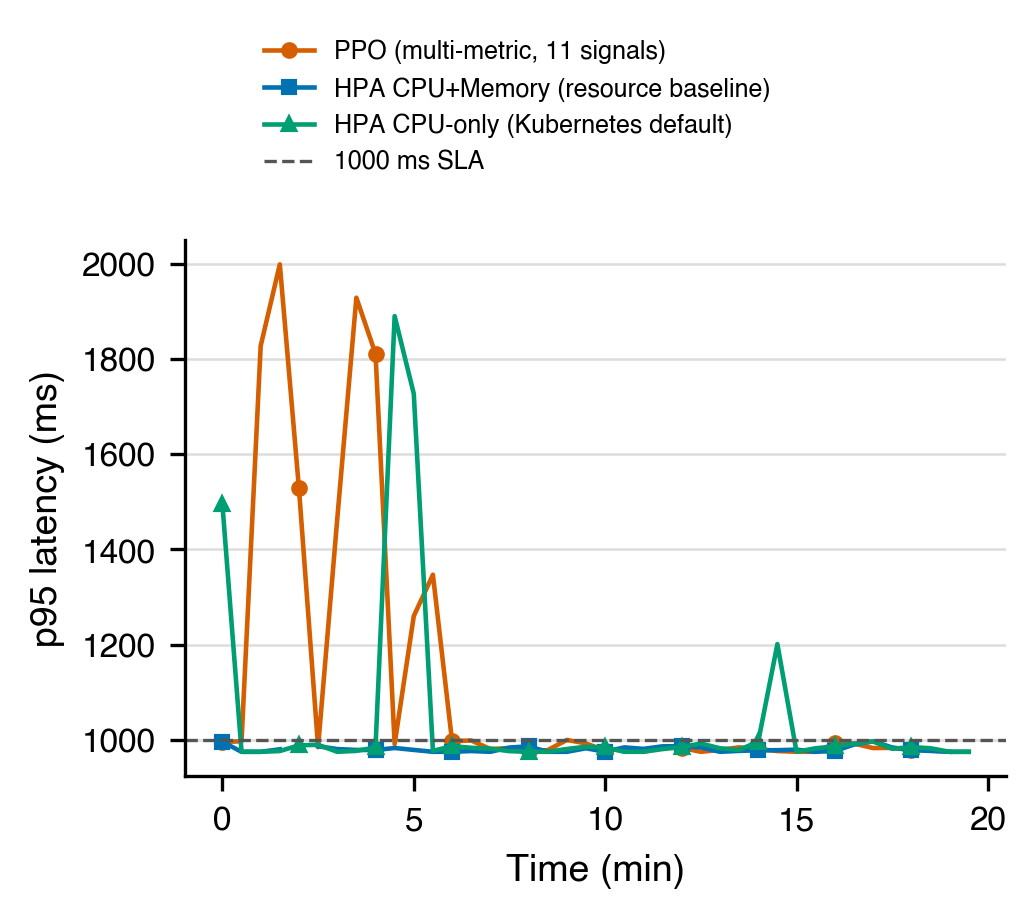 PPO (multi-metric, 11 signals)
HPA CPU+Memory (resource baseline)
HPA CPU-only (Kubernetes default)
1000 ms SLA
2000
1800
1600
1400
1200
1000
p95 latency (ms)
0 5 10 15 20
Time (min)